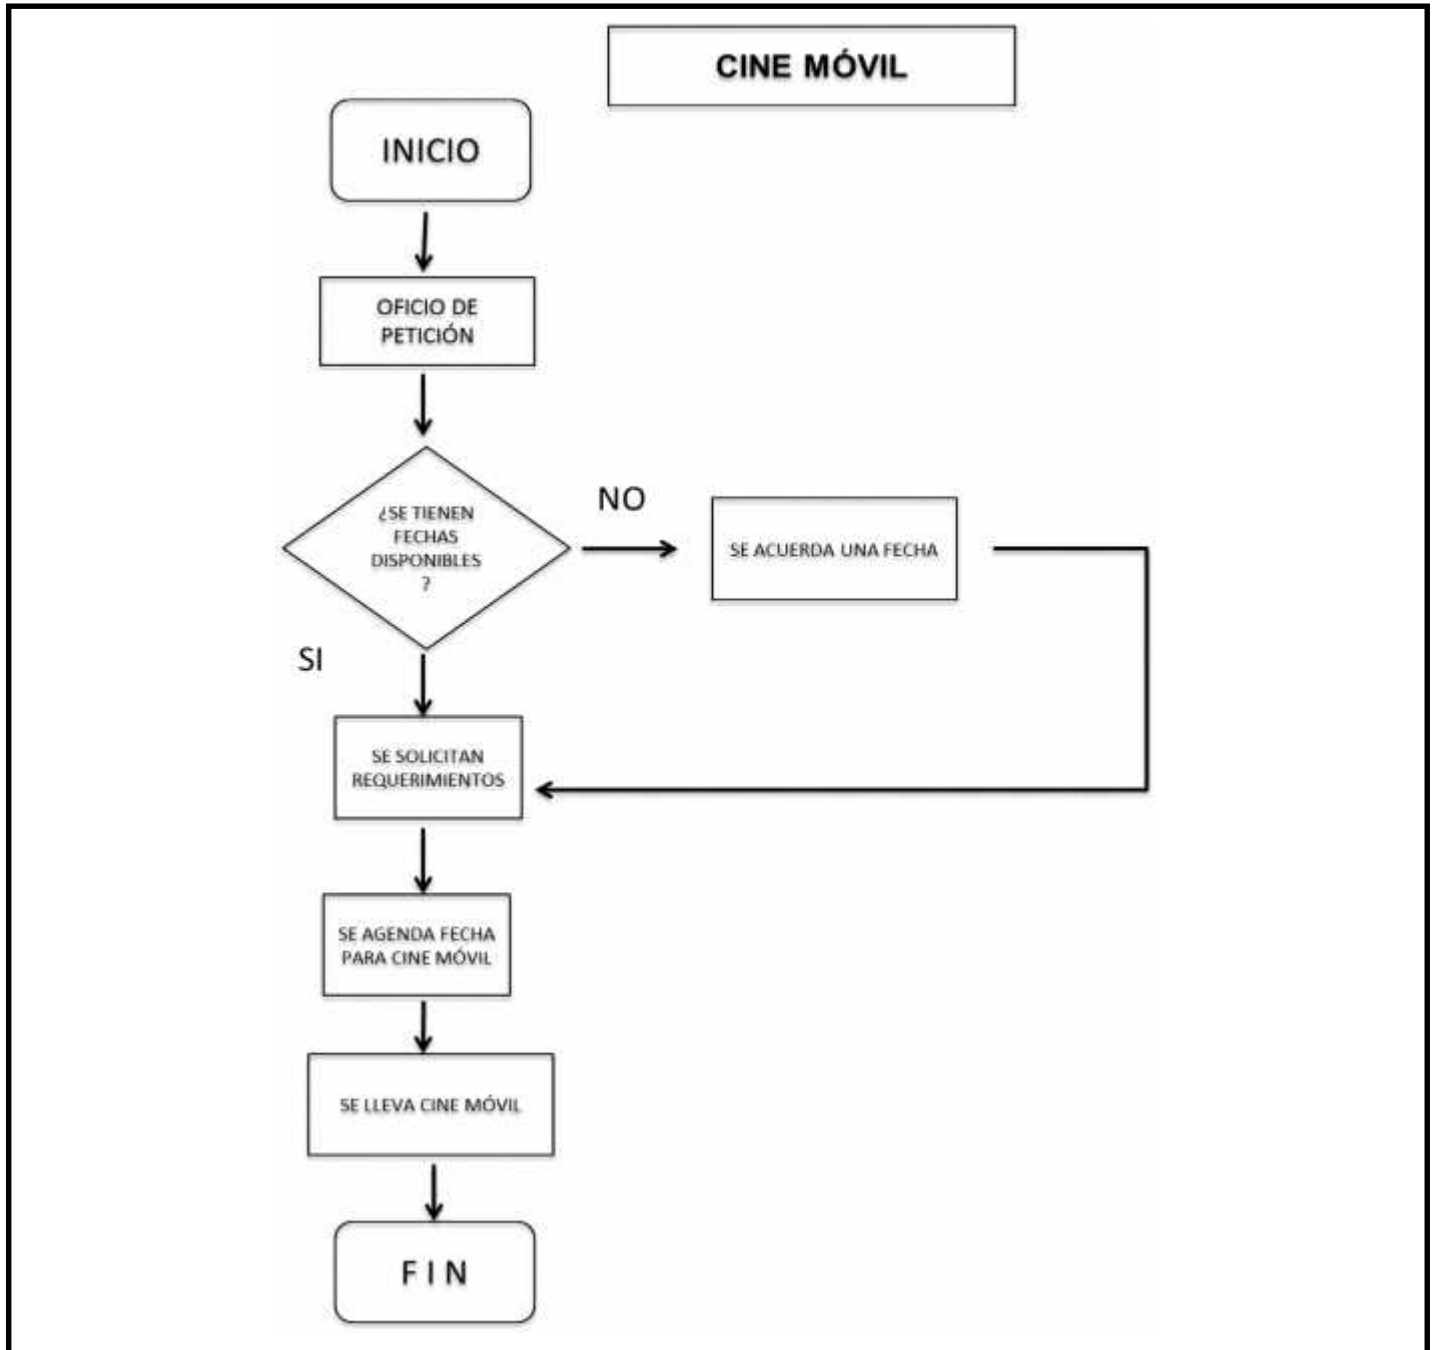 CINE MÓVIL
INICIO
OFICIO DE
PETICIÓN
¿SE TIENEN
FECHAS
DISPONIBLES
?
NO
SE ACUERDA UNA FECHA
SI
SE SOLICITAN
REQUERIMIENTOS
SE AGENDA FECHA
PARA CINE MÓVIL
SE LLEVA CINE MÓVIL
F I N